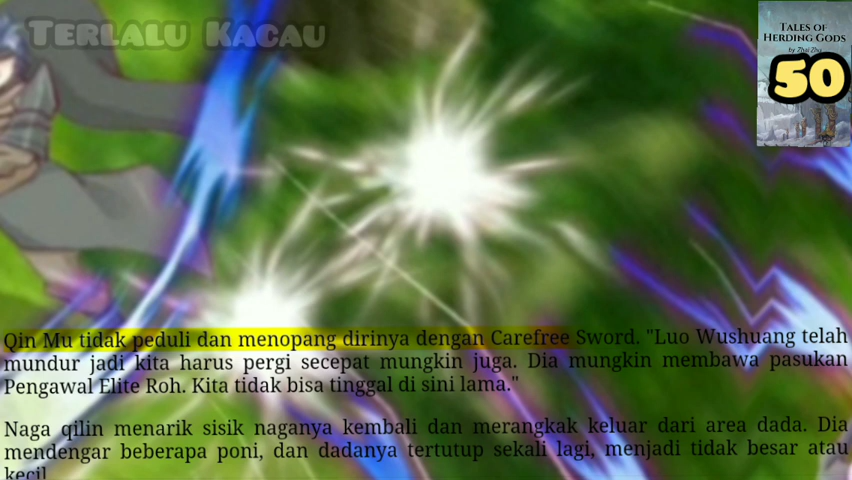 Terlalu Kacau
TALES OF
HERDING GODS
by Zhai Zhu
50
Qin Mu tidak peduli dan menopang dirinya dengan Carefree Sword. "Luo Wushuang telah
mundur jadi kita harus pergi secepat mungkin juga. Dia mungkin membawa pasukan
Pengawal Elite Roh. Kita tidak bisa tinggal di sini lama."
Naga qilin menarik sisik naganya kembali dan merangkak keluar dari area dada. Dia
mendengar beberapa poni, dan dadanya tertutup sekali lagi, menjadi tidak besar atau
kecil